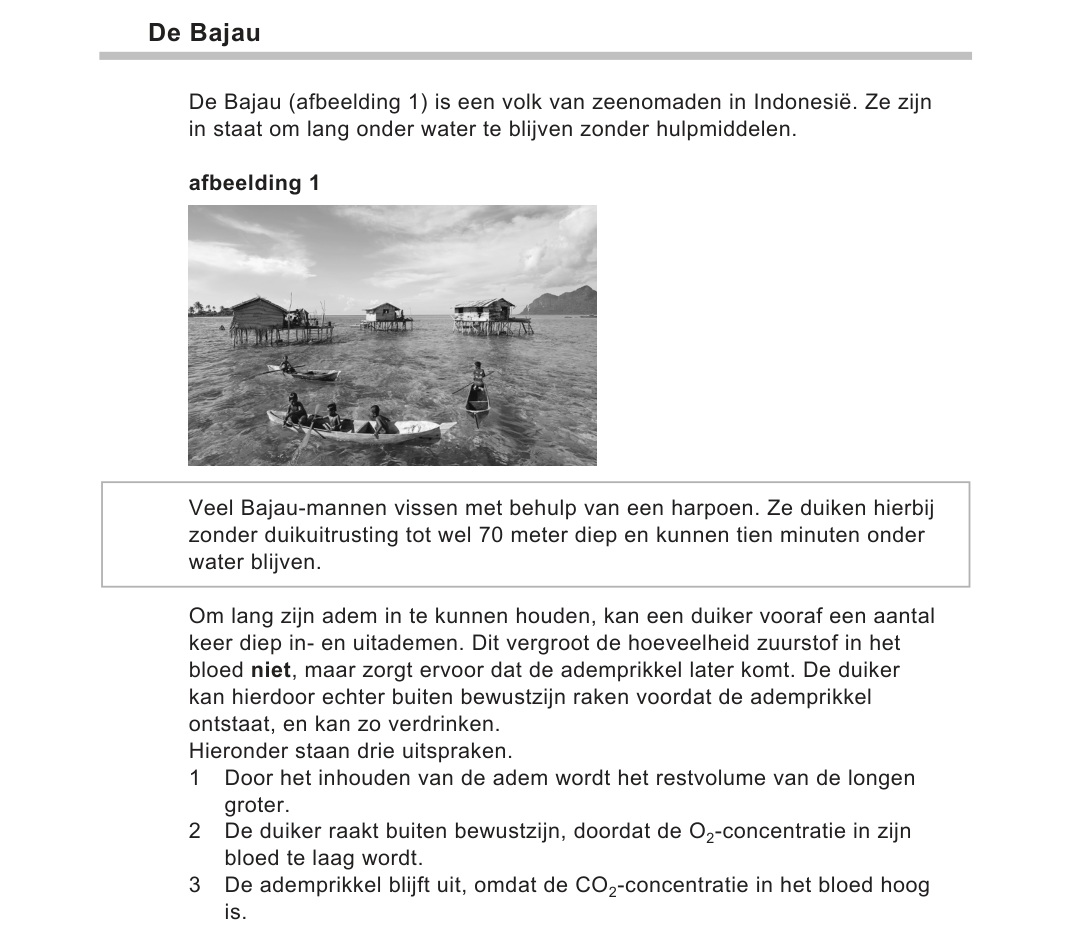 De Bajau
De Bajau (afbeelding 1) is een volk van zeenomaden in Indonesië. Ze zijn
in staat om lang onder water te blijven zonder hulpmiddelen.
afbeelding 1
Veel Bajau-mannen vissen met behulp van een harpoen. Ze duiken hierbij
zonder duikuitrusting tot wel 70 meter diep en kunnen tien minuten onder
water blijven.
Om lang zijn adem in te kunnen houden, kan een duiker vooraf een aantal
keer diep in- en uitademen. Dit vergroot de hoeveelheid zuurstof in het
bloed niet, maar zorgt ervoor dat de ademprikkel later komt. De duiker
kan hierdoor echter buiten bewustzijn raken voordat de ademprikkel
ontstaat, en kan zo verdrinken.
Hieronder staan drie uitspraken.
1 Door het inhouden van de adem wordt het restvolume van de longen
groter.
2 De duiker raakt buiten bewustzijn, doordat de O₂-concentratie in zijn
bloed te laag wordt.
3 De ademprikkel blijft uit, omdat de CO₂-concentratie in het bloed hoog
is.